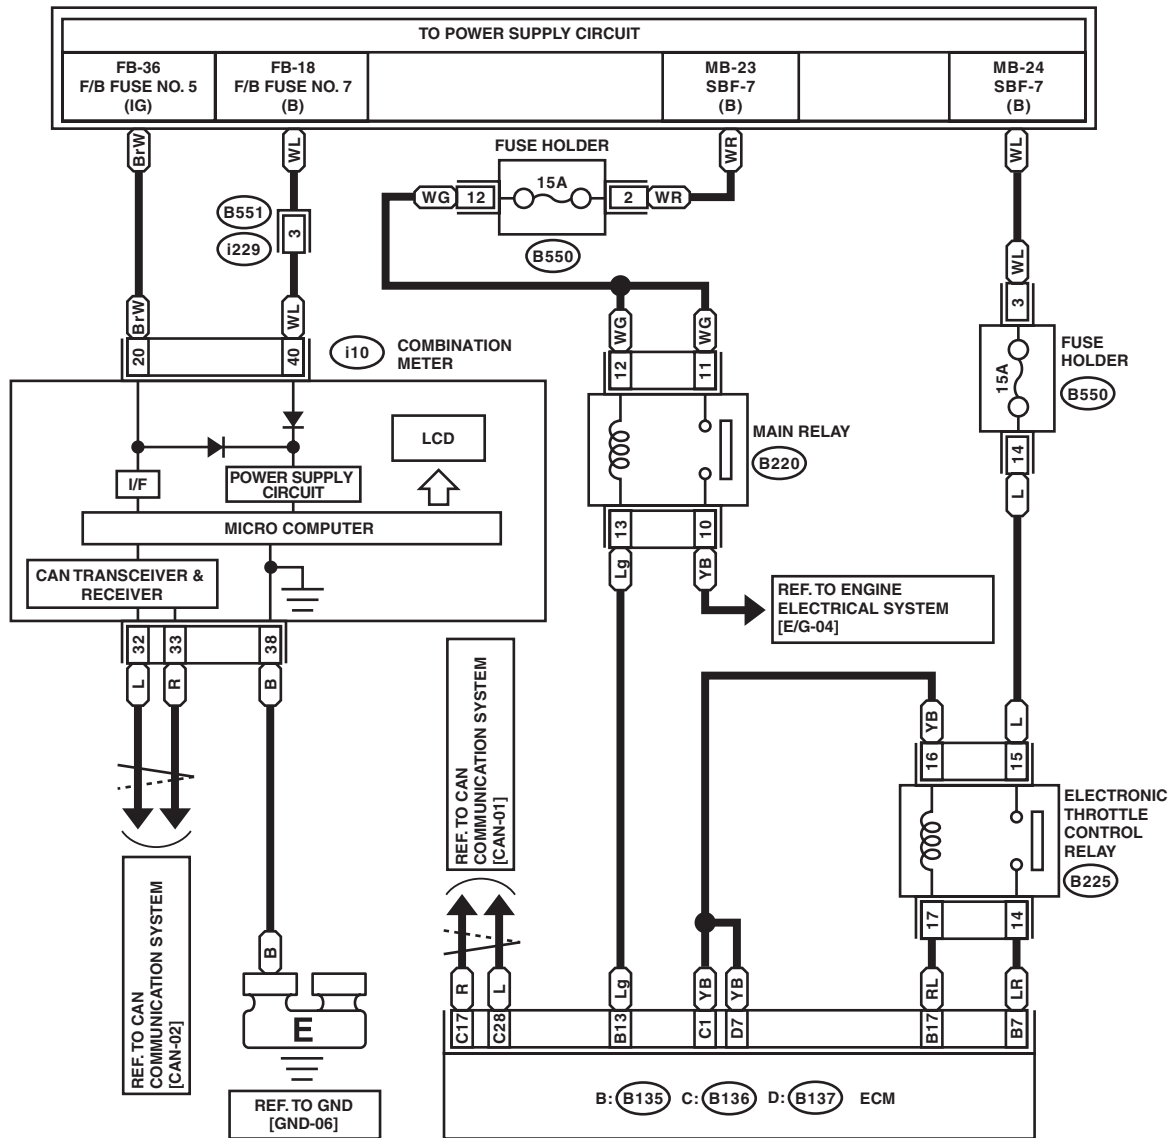 TO POWER SUPPLY CIRCUIT
FB-36
F/B FUSE NO. 5
(IG)
FB-18
F/B FUSE NO. 7
(B)
MB-23
SBF-7
(B)
MB-24
SBF-7
(B)
BrW
WL
WR
WL
FUSE HOLDER
15A
WG
12
2
WR
B550
B551
i229
3
BrW
WL
20
40
i10
COMBINATION
METER
WL
3
FUSE
HOLDER
15A
B550
14
L
WG
WG
12
11
MAIN RELAY
B220
13
10
Lg
YB
REF. TO ENGINE
ELECTRICAL SYSTEM
[E/G-04]
LCD
I/F
POWER SUPPLY
CIRCUIT
MICRO COMPUTER
CAN TRANSCEIVER &
RECEIVER
32
33
38
L
R
B
REF. TO CAN
COMMUNICATION SYSTEM
[CAN-02]
B
E
REF. TO GND
[GND-06]
REF. TO CAN
COMMUNICATION SYSTEM
[CAN-01]
YB
L
16
15
ELECTRONIC
THROTTLE
CONTROL
RELAY
B225
17
14
R
L
Lg
YB
YB
RL
LR
C17
C28
B13
C1
D7
B17
B7
B: B135 C: B136 D: B137 ECM